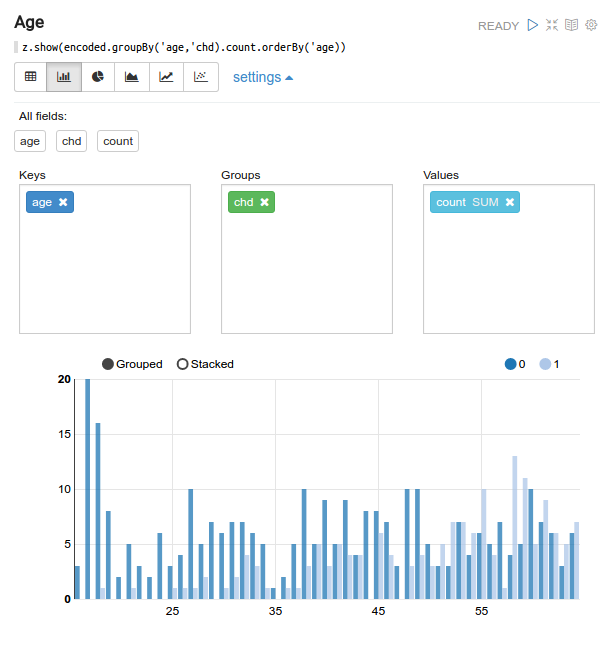 Age
READY
z.show(encoded.groupBy('age,'chd).count.orderBy('age))
settings
All fields:
age chd count
Keys Groups Values
age ✖ chd ✖ count SUM ✖
Grouped Stacked 0 1
20
15
10
5
0
25 35 45 55